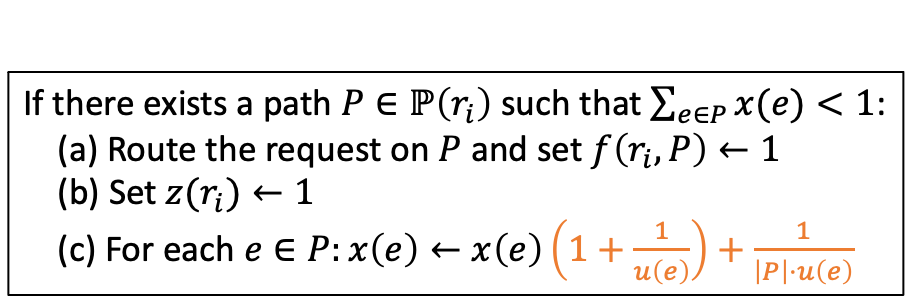 If there exists a path P ∈ ℙ(rᵢ) such that ∑_{e∈P} x(e) < 1:
(a) Route the request on P and set f(rᵢ, P) ← 1
(b) Set z(rᵢ) ← 1
(c) For each e ∈ P: x(e) ← x(e) (1 + 1/u(e)) + 1/(|P|·u(e))